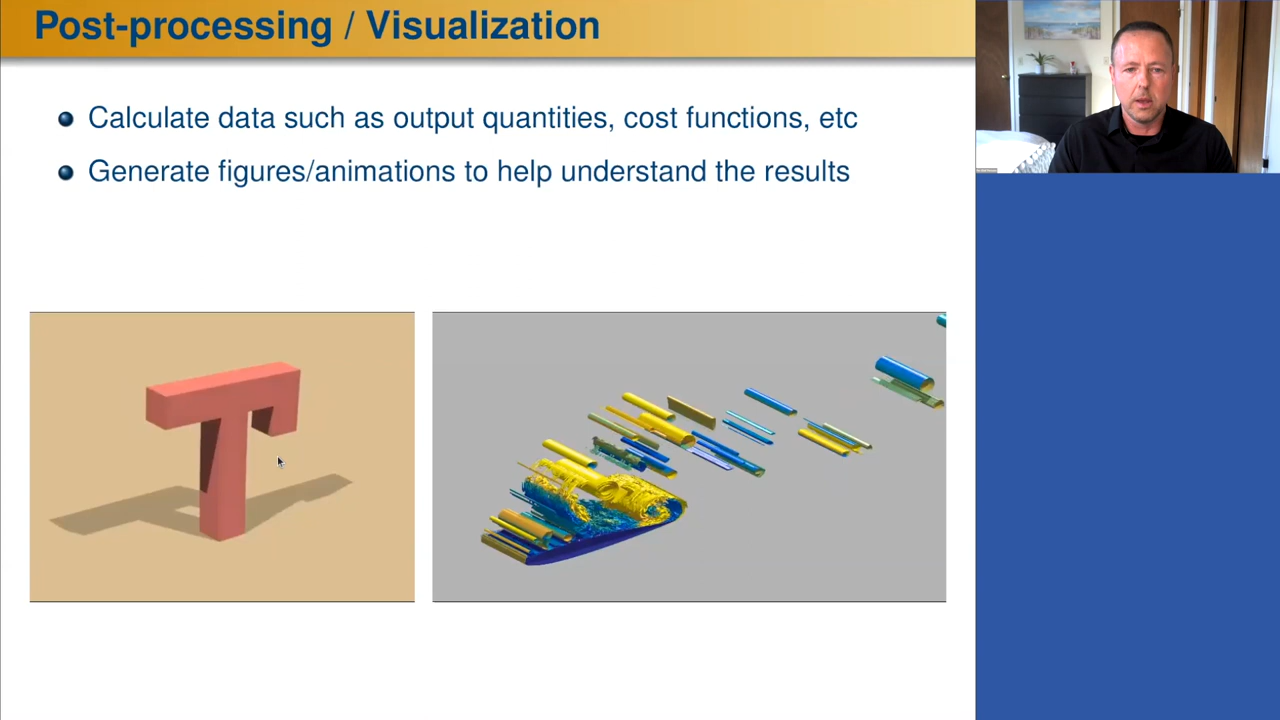 Post-processing / Visualization
Calculate data such as output quantities, cost functions, etc
Generate figures/animations to help understand the results